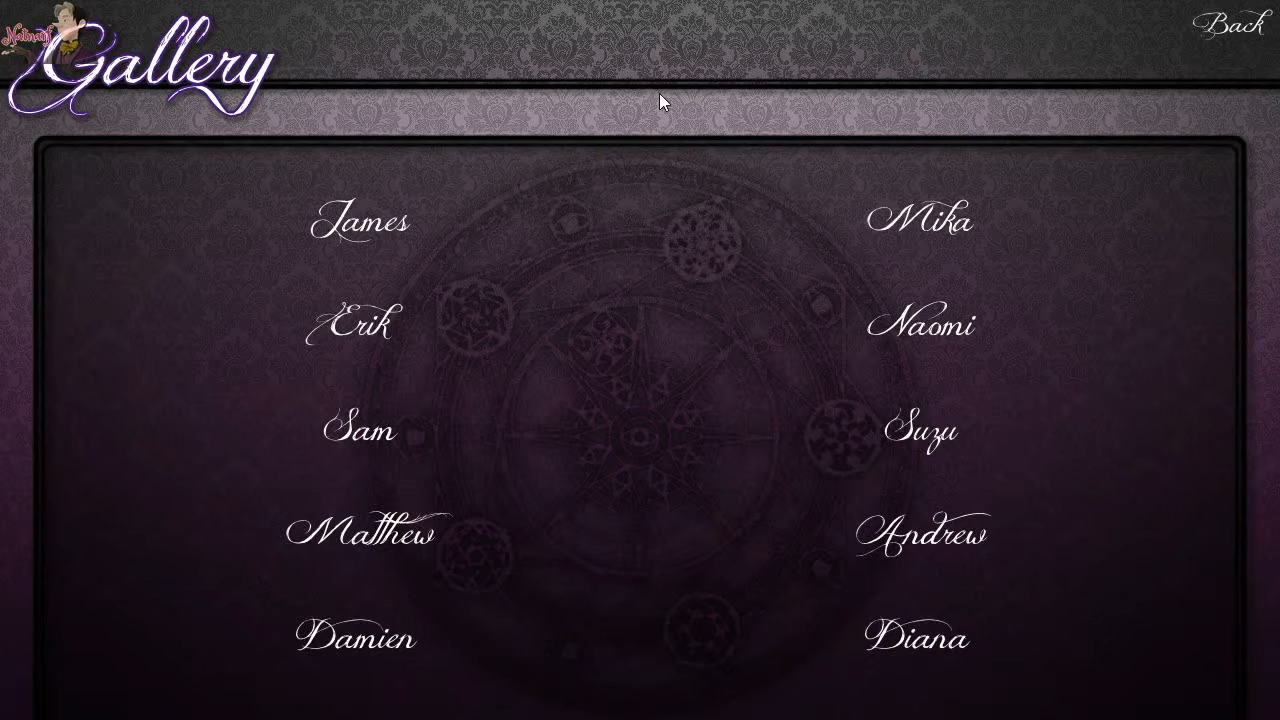 Gallery
Back
James
Mika
Erik
Naomi
Sam
Suzu
Matthew
Andrew
Damien
Diana